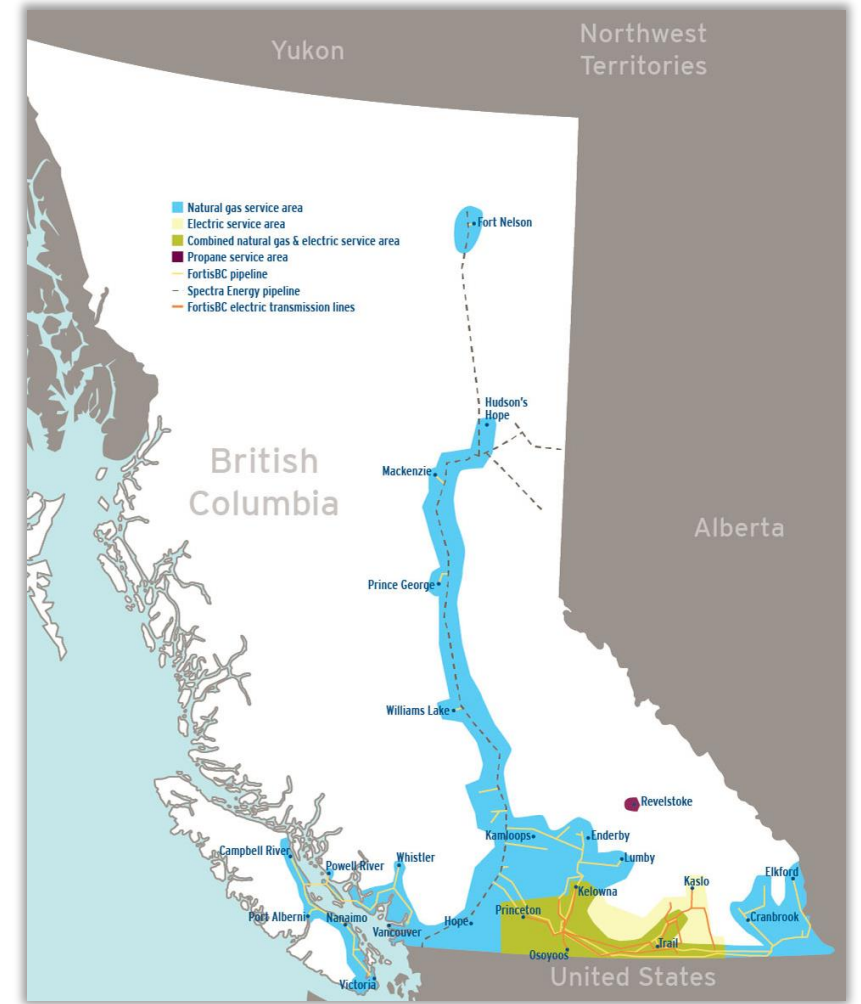 Yukon
Northwest
Territories
Natural gas service area
Electric service area
Combined natural gas & electric service area
Propane service area
FortisBC pipeline
Spectra Energy pipeline
FortisBC electric transmission lines
Fort Nelson
Hudson's
Hope
British
Columbia
Mackenzie
Alberta
Prince George
Williams Lake
Revelstoke
Kamloops
Enderby
Campbell River
Powell River
Whistler
Lumby
Elkford
Kelowna
Kaslo
Port Alberni
Nanaimo
Vancouver
Hope
Princeton
Cranbrook
Trail
Osoyoos
Victoria
United States